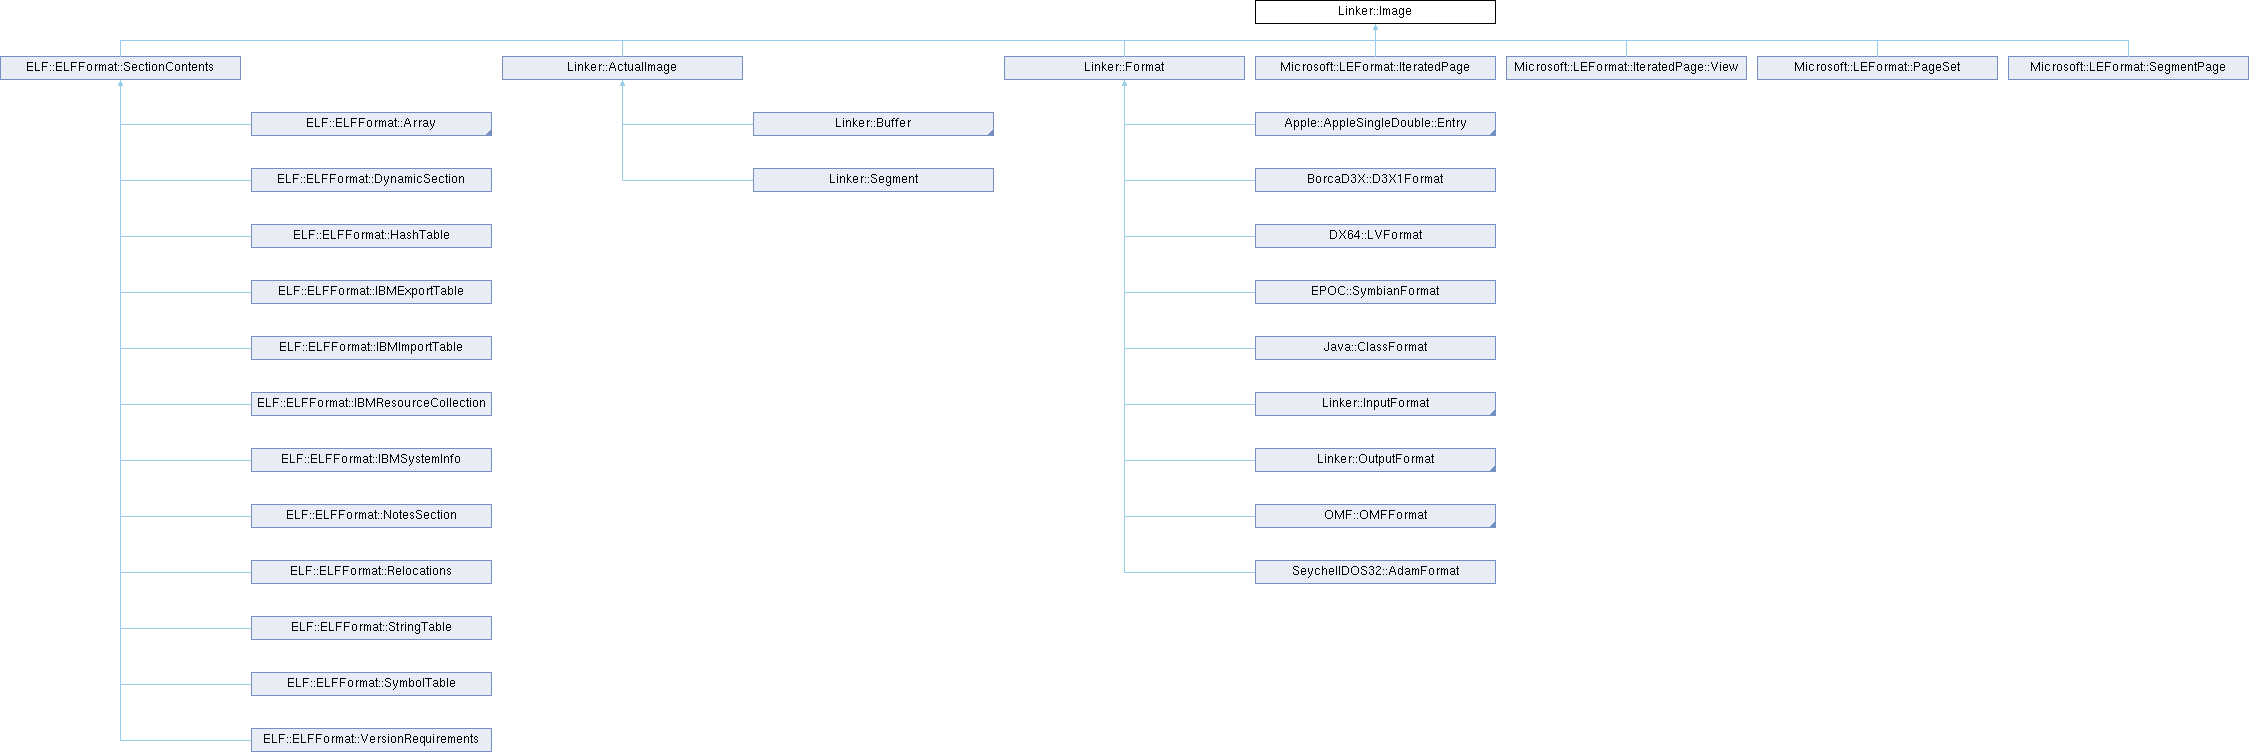 Linker::Image
ELF::ELFFormat::SectionContents
Linker::ActualImage
Linker::Format
Microsoft::LEFormat::IteratedPage
Microsoft::LEFormat::IteratedPage::View
Microsoft::LEFormat::PageSet
Microsoft::LEFormat::SegmentPage
ELF::ELFFormat::Array
Linker::Buffer
Apple::AppleSingleDouble::Entry
ELF::ELFFormat::DynamicSection
Linker::Segment
BorcaD3X::D3X1Format
ELF::ELFFormat::HashTable
DX64::LVFormat
ELF::ELFFormat::IBMExportTable
EPOC::SymbianFormat
ELF::ELFFormat::IBMImportTable
Java::ClassFormat
ELF::ELFFormat::IBMResourceCollection
Linker::InputFormat
ELF::ELFFormat::IBMSystemInfo
Linker::OutputFormat
ELF::ELFFormat::NotesSection
OMF::OMFFormat
ELF::ELFFormat::Relocations
SeychellDOS32::AdamFormat
ELF::ELFFormat::StringTable
ELF::ELFFormat::SymbolTable
ELF::ELFFormat::VersionRequirements